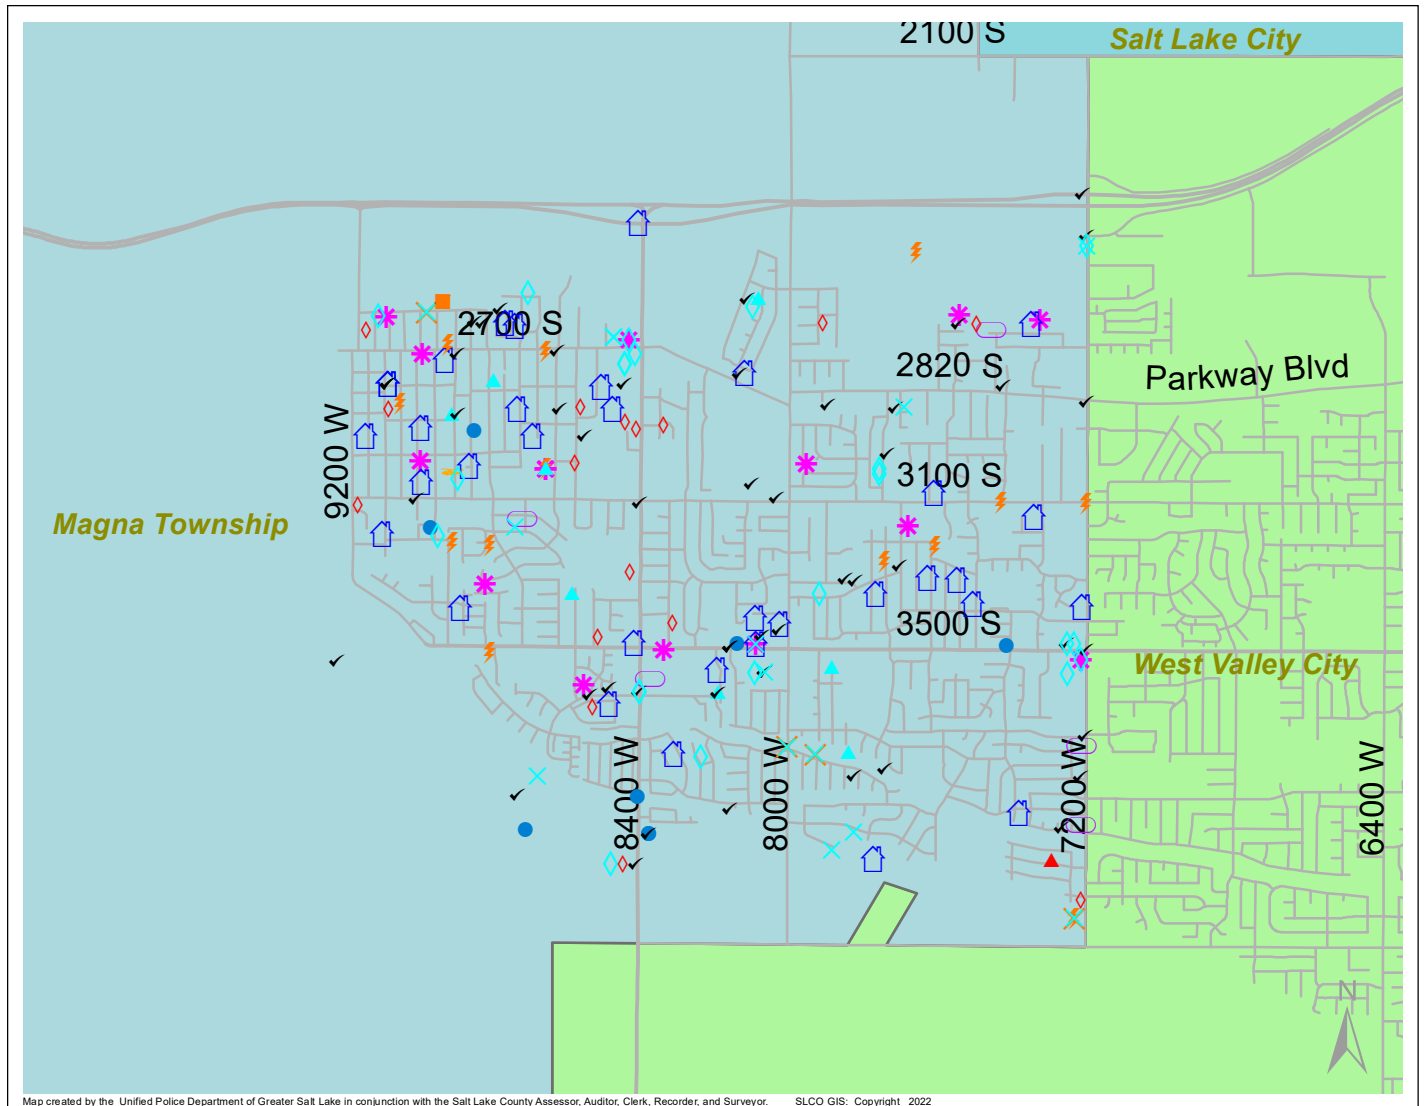 2100 S
Salt Lake City
2700 S
2820 S
Parkway Blvd
9200 W
3100 S
Magna Township
3500 S
West Valley City
8400 W
8000 W
7200 W
6400 W
N
Map created by the Unified Police Department of Greater Salt Lake in conjunction with the Salt Lake County Assessor, Auditor, Clerk, Recorder, and Surveyor. SLCO GIS: Copyright 2022